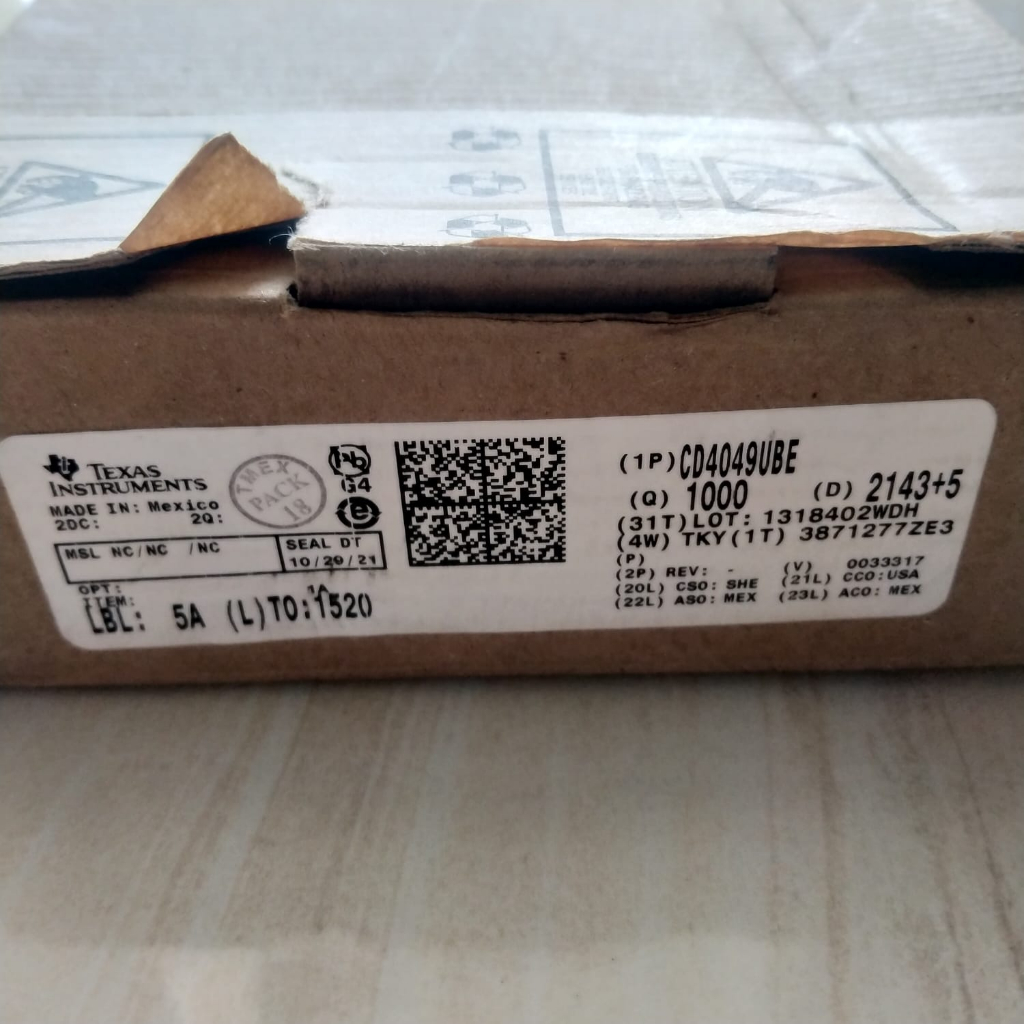 TEXAS
INSTRUMENTS
MADE IN: Mexico
2DC: 2Q:
TMEX.
PACK
18
Pb
G4
e
MSL NC/NC /NC
SEAL DT
10/29/21
OPT:
ITEM:
LBL: 5A (L)TO:1520
(1P)CD4049UBE
(Q) 1000 (D) 2143+5
(31T)LOT: 1318402WDH
(4W) TKY(1T) 3871277ZE3
(P)
(2P) REV: - (V) 0033317
(20L) CSO: SHE (21L) CCO:USA
(22L) ASO: MEX (23L) ACO: MEX